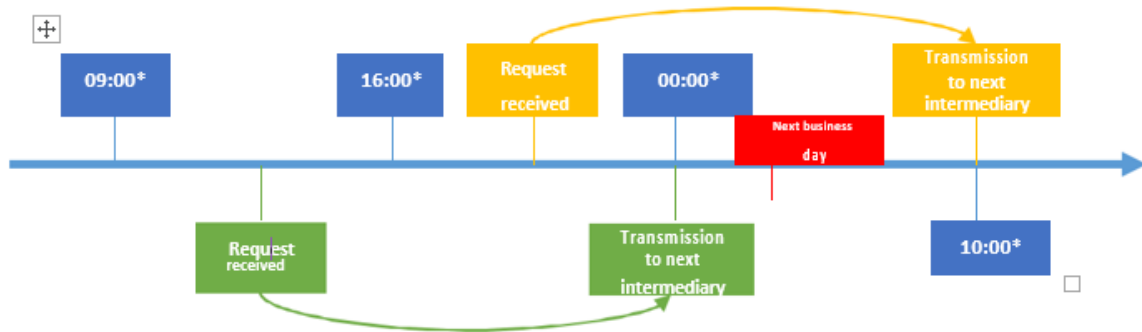 09:00*
16:00*
Request
received
00:00*
Transmission
to next
intermediary
Next business
day
Request
received
Transmission
to next
intermediary
10:00*